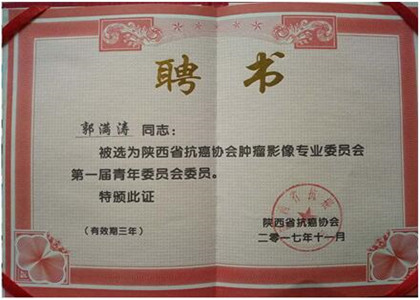 聘书
郭满涛 同志：
被选为陕西省抗癌协会肿瘤影像专业委员会
第一届青年委员会委员。
特颁此证
陕西省抗癌协会
（有效期三年）
二〇一七年十一月